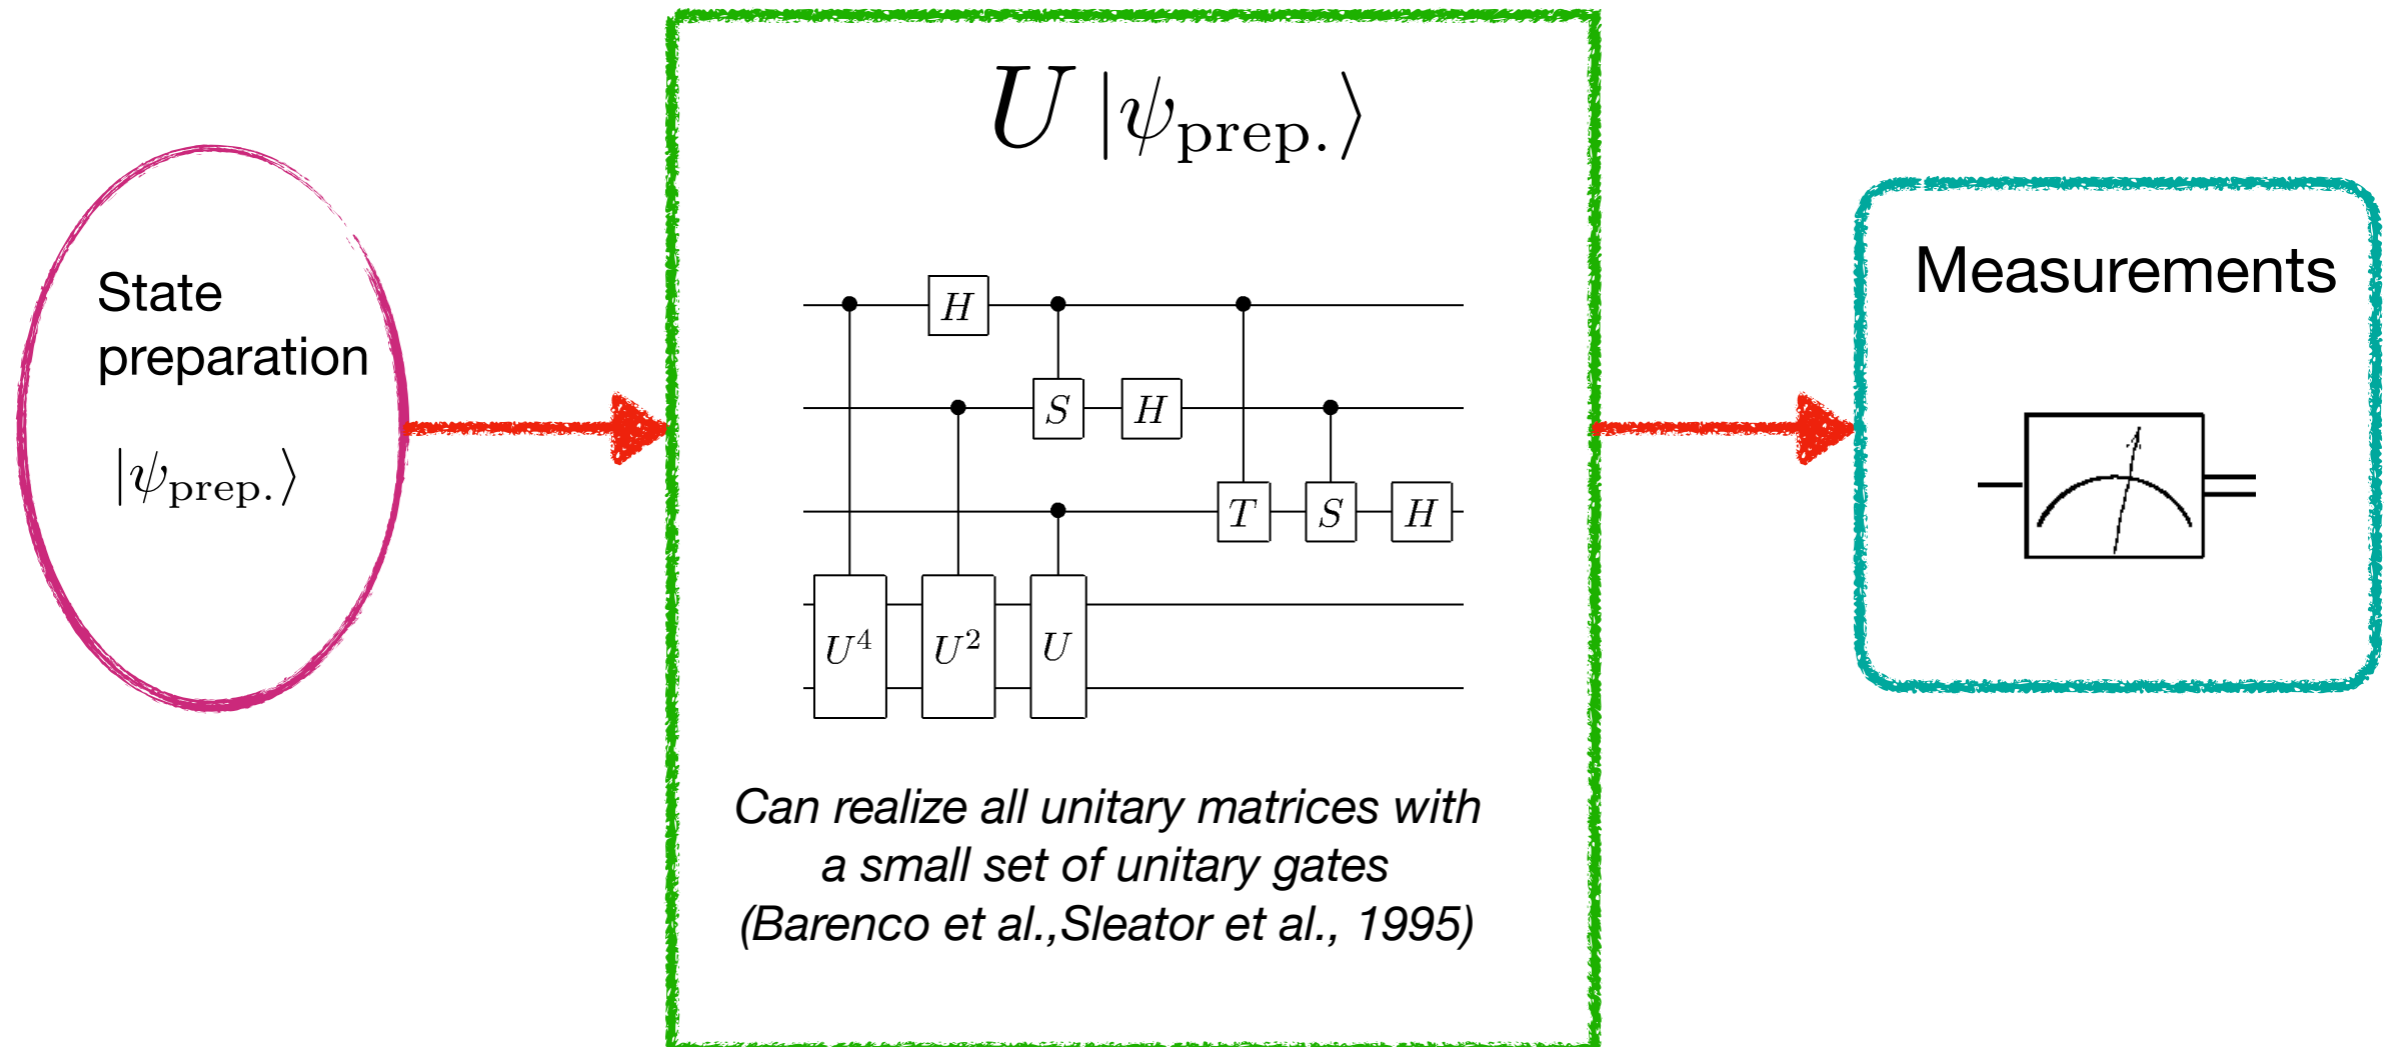 State
preparation
|ψprep.⟩
U |ψprep.⟩
H
S H
T S H
U⁴ U² U
Can realize all unitary matrices with
a small set of unitary gates
(Barenco et al.,Sleator et al., 1995)
Measurements